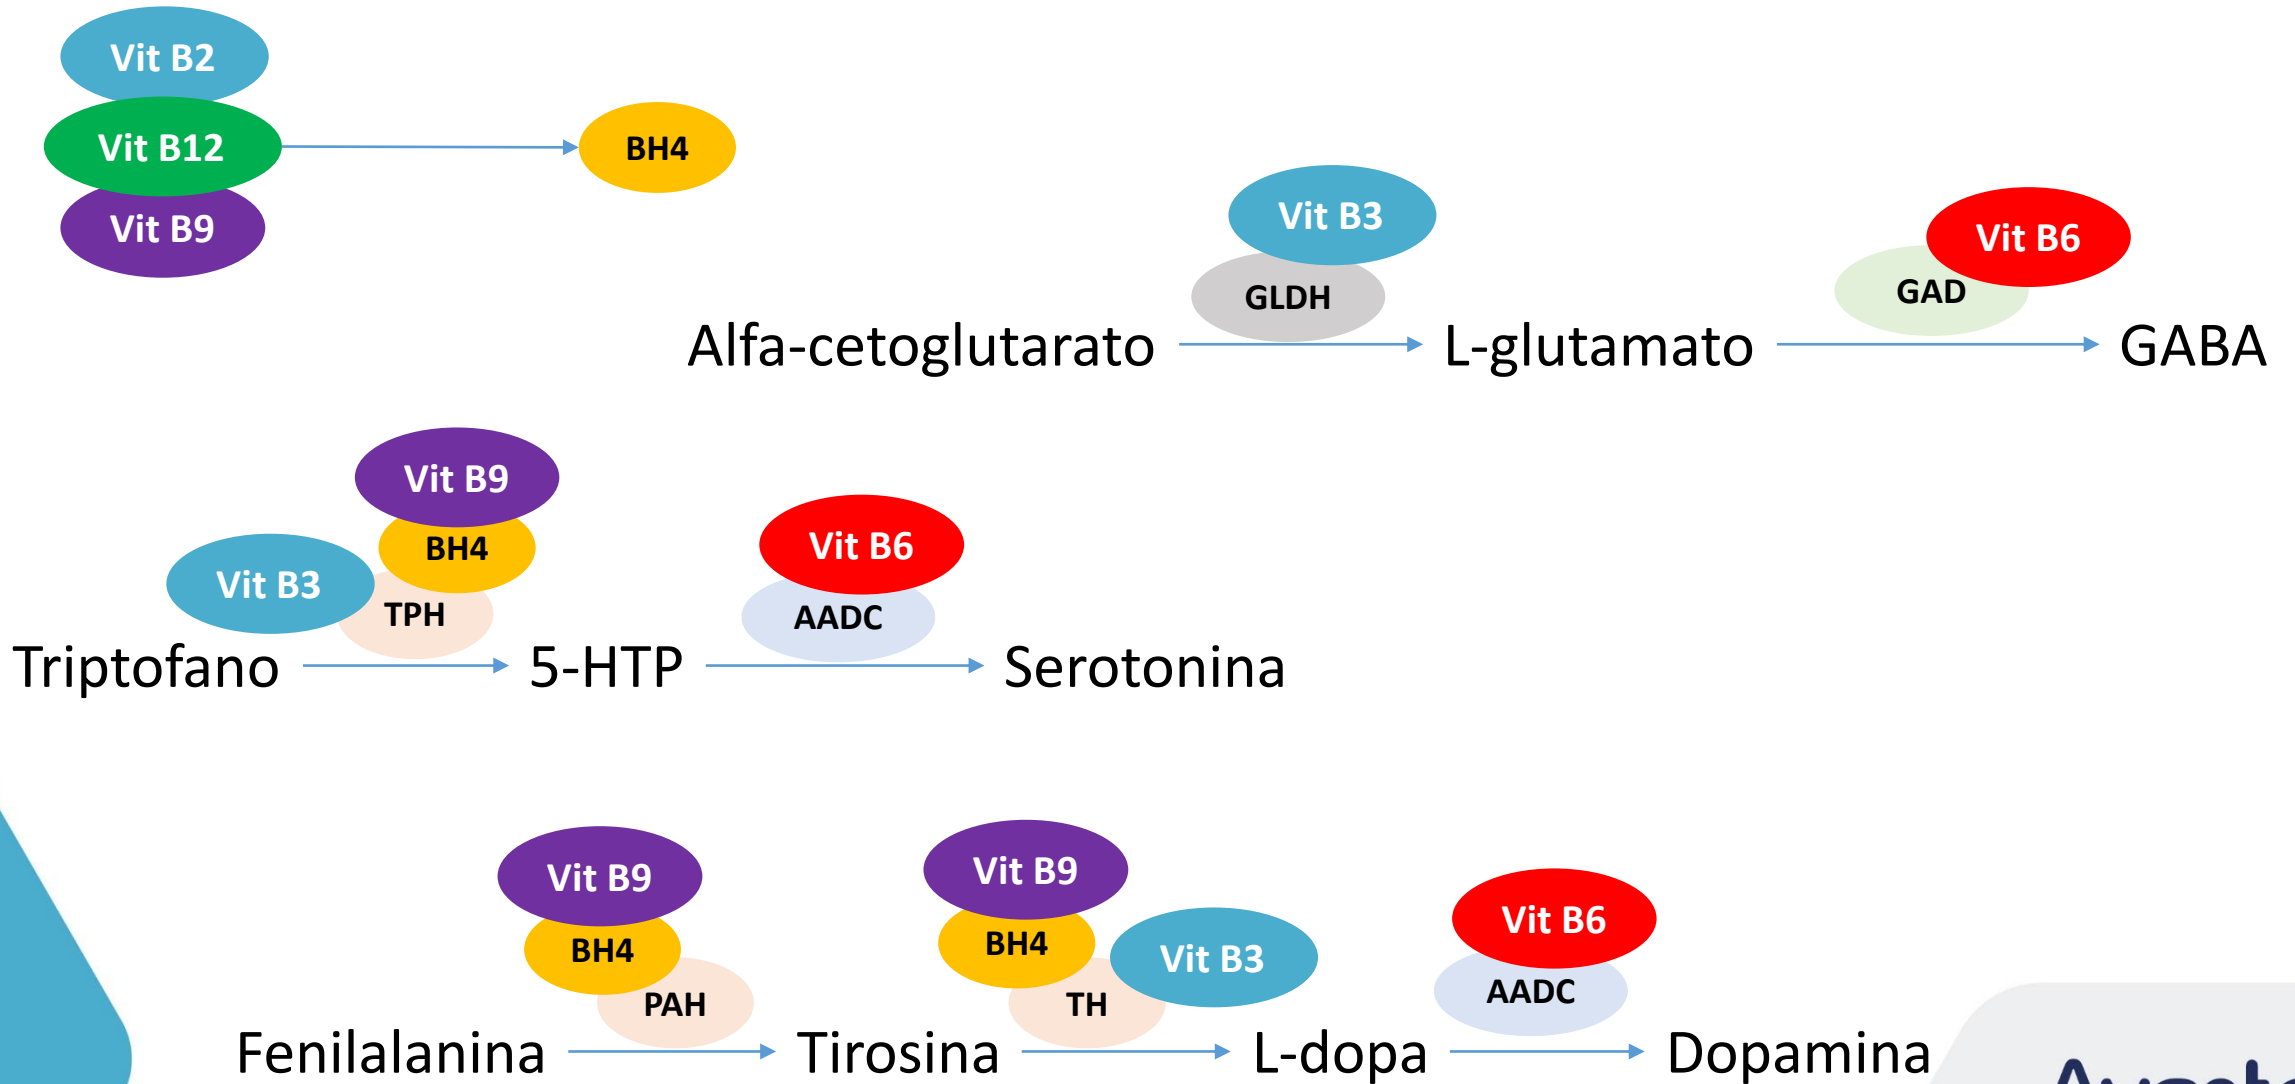 Vit B2
Vit B12
BH4
Vit B9
Vit B3
Vit B6
GLDH
GAD
Alfa-cetoglutarato
L-glutamato
GABA
Vit B9
BH4
Vit B3
TPH
Vit B6
AADC
Triptofano
5-HTP
Serotonina
Vit B9
BH4
PAH
Vit B9
BH4
Vit B3
TH
Vit B6
AADC
Fenilalanina
Tirosina
L-dopa
Dopamina